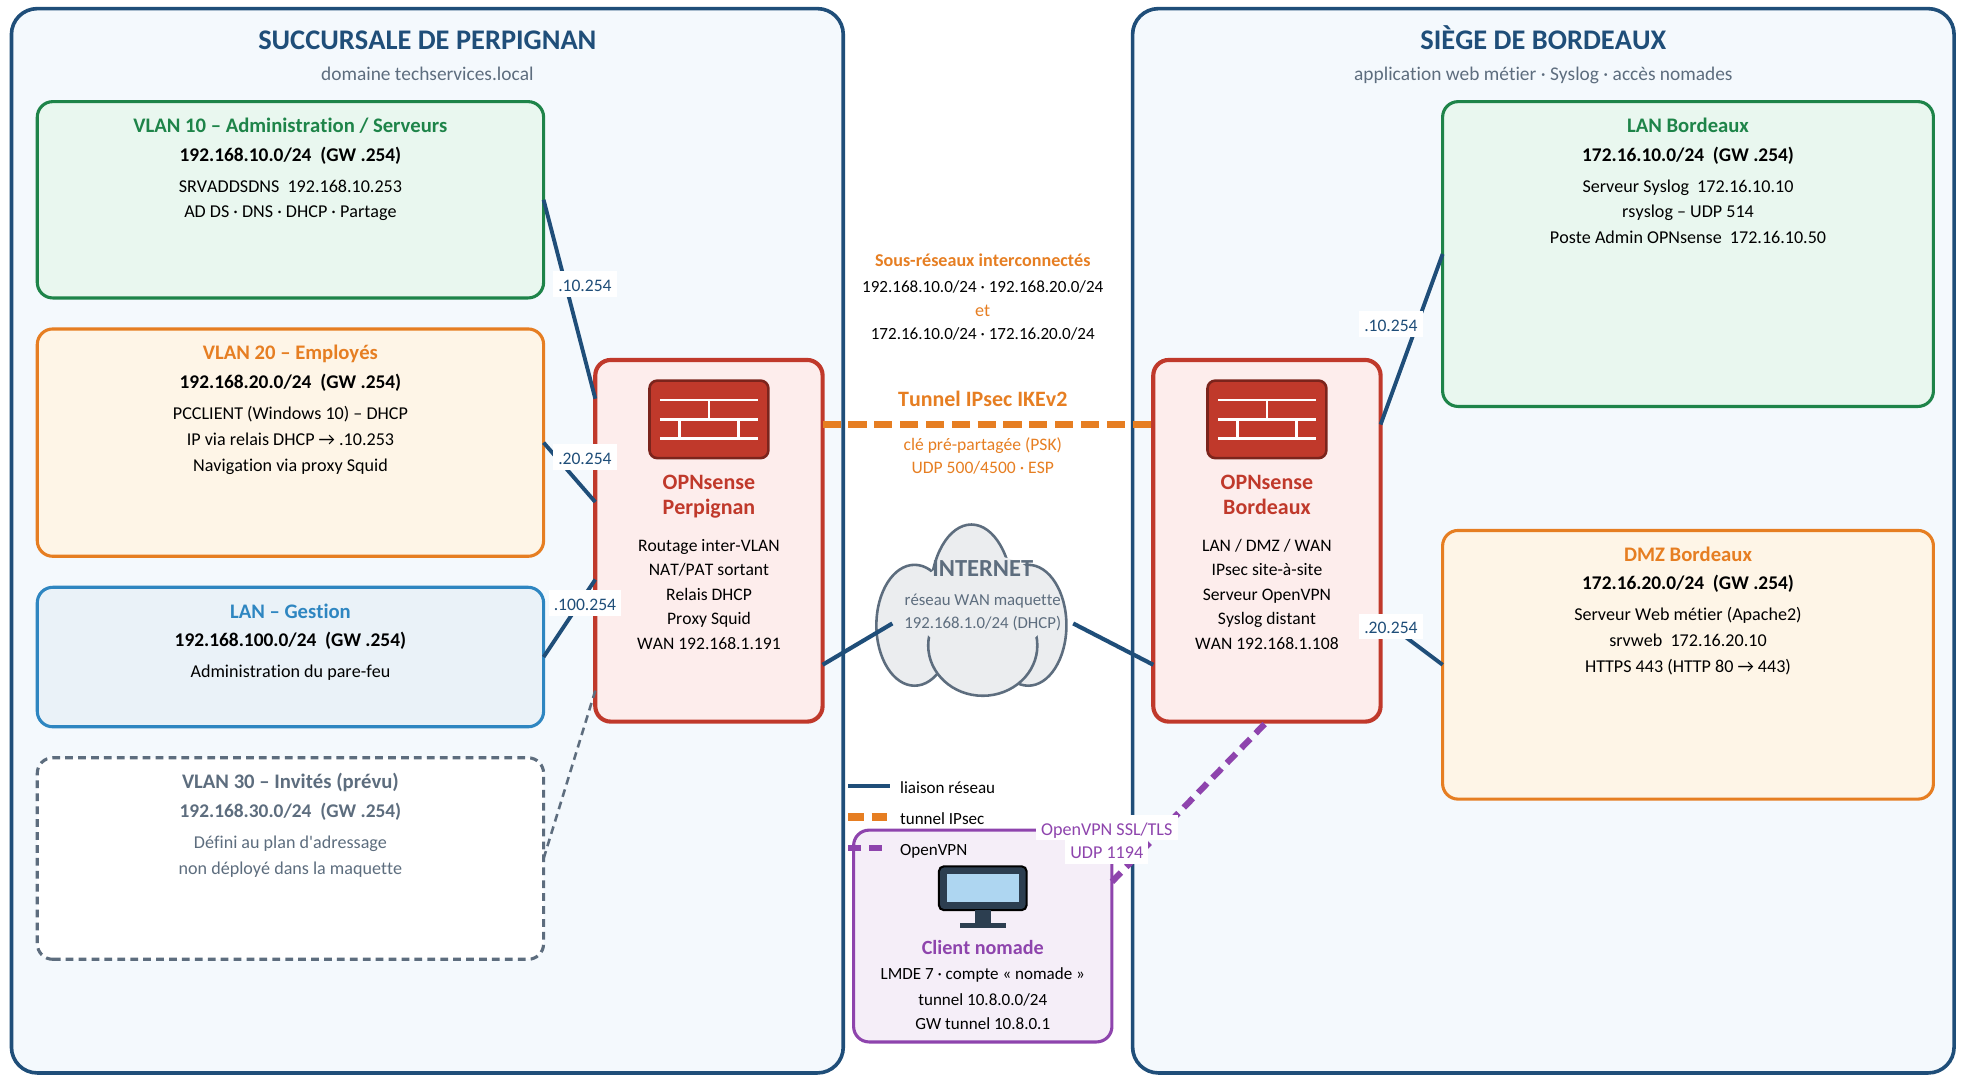 SUCCURSALE DE PERPIGNAN
domaine techservices.local
VLAN 10 – Administration / Serveurs
192.168.10.0/24 (GW .254)
SRVADDSDNS 192.168.10.253
AD DS · DNS · DHCP · Partage
.10.254
VLAN 20 – Employés
192.168.20.0/24 (GW .254)
PCCLIENT (Windows 10) – DHCP
IP via relais DHCP → .10.253
Navigation via proxy Squid
.20.254
LAN – Gestion
192.168.100.0/24 (GW .254)
Administration du pare-feu
.100.254
VLAN 30 – Invités (prévu)
192.168.30.0/24 (GW .254)
Défini au plan d'adressage
non déployé dans la maquette
OPNsense
Perpignan
Routage inter-VLAN
NAT/PAT sortant
Relais DHCP
Proxy Squid
WAN 192.168.1.191
Sous-réseaux interconnectés
192.168.10.0/24 · 192.168.20.0/24
et
172.16.10.0/24 · 172.16.20.0/24
Tunnel IPsec IKEv2
clé pré-partagée (PSK)
UDP 500/4500 · ESP
INTERNET
réseau WAN maquette
192.168.1.0/24 (DHCP)
liaison réseau
tunnel IPsec
OpenVPN
OpenVPN SSL/TLS
UDP 1194
Client nomade
LMDE 7 · compte « nomade »
tunnel 10.8.0.0/24
GW tunnel 10.8.0.1
SIÈGE DE BORDEAUX
application web métier · Syslog · accès nomades
OPNsense
Bordeaux
LAN / DMZ / WAN
IPsec site-à-site
Serveur OpenVPN
Syslog distant
WAN 192.168.1.108
.10.254
LAN Bordeaux
172.16.10.0/24 (GW .254)
Serveur Syslog 172.16.10.10
rsyslog – UDP 514
Poste Admin OPNsense 172.16.10.50
.20.254
DMZ Bordeaux
172.16.20.0/24 (GW .254)
Serveur Web métier (Apache2)
srvweb 172.16.20.10
HTTPS 443 (HTTP 80 → 443)